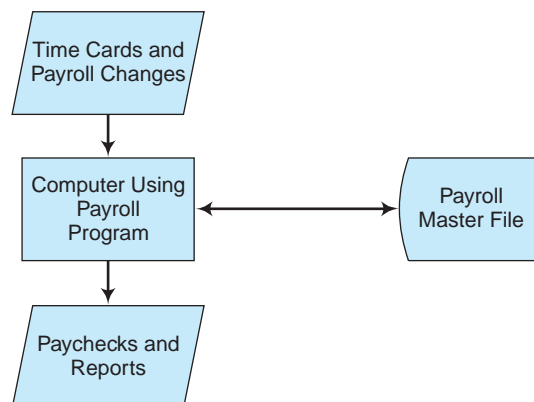 Time Cards and
Payroll Changes
Computer Using
Payroll
Program
Payroll
Master File
Paychecks and
Reports